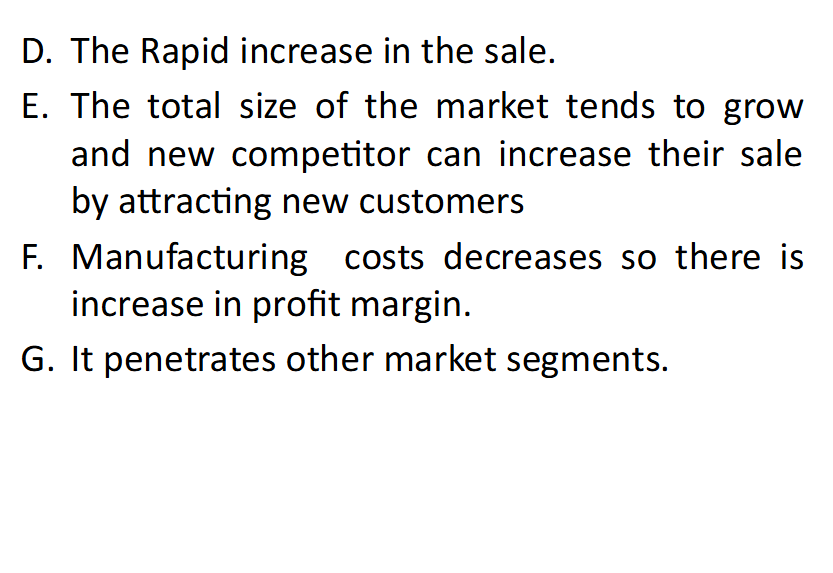 D. The Rapid increase in the sale.
E. The total size of the market tends to grow
and new competitor can increase their sale
by attracting new customers
F. Manufacturing costs decreases so there is
increase in profit margin.
G. It penetrates other market segments.